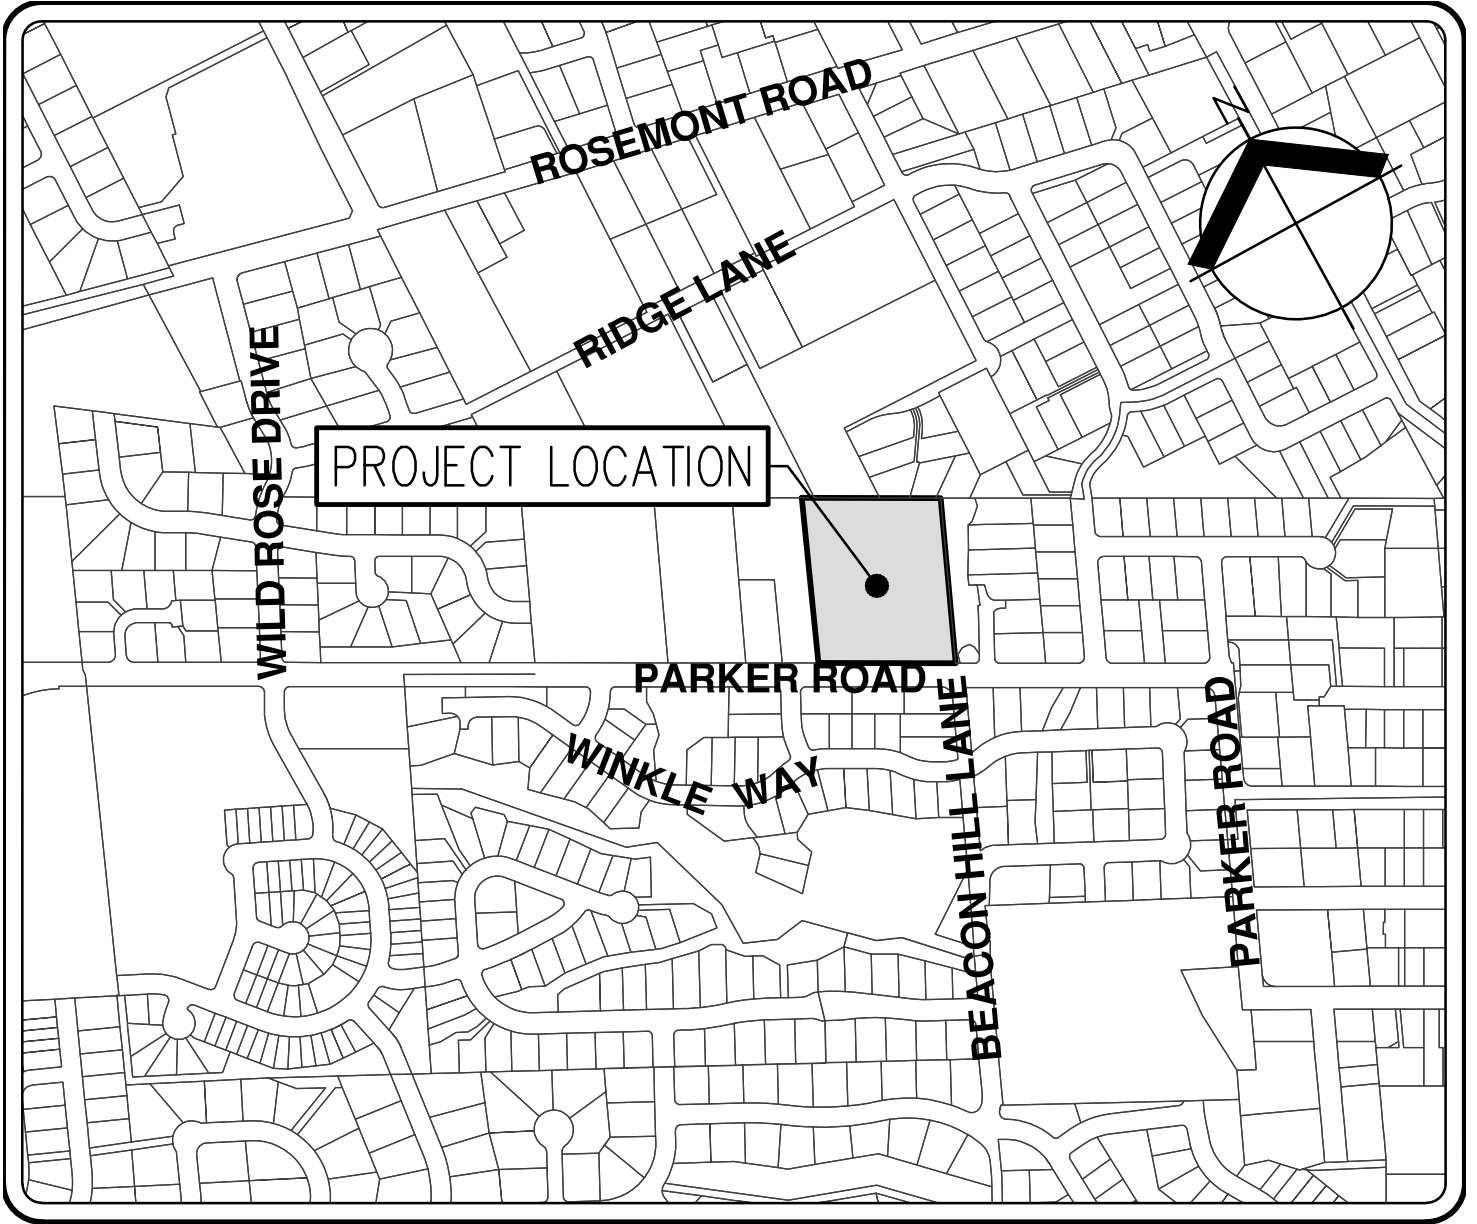 ROSEMONT ROAD
N
RIDGE LANE
WILD ROSE DRIVE
PROJECT LOCATION
PARKER ROAD
WINKLE WAY
BEACON HILL LANE
PARKER ROAD